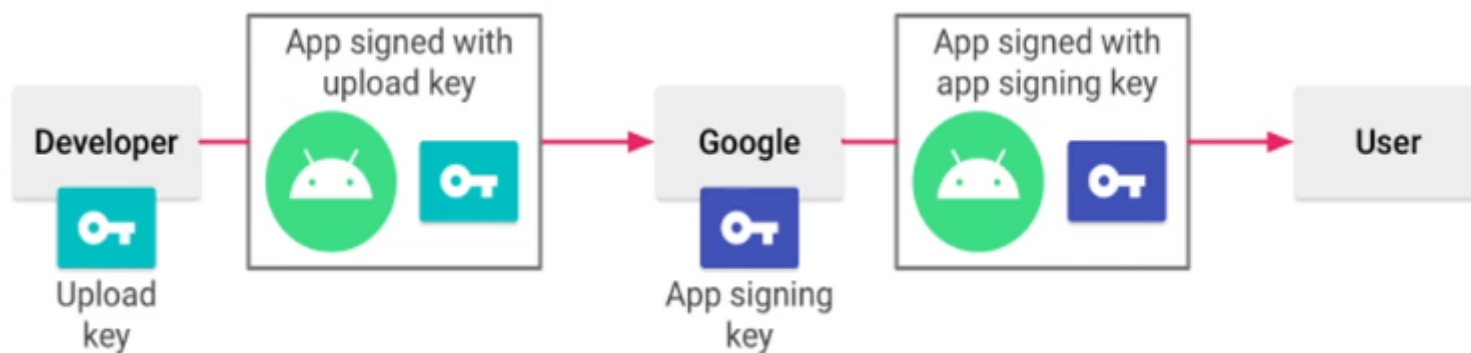 App signed with
upload key
App signed with
app signing key
Developer
Google
User
Upload
key
App signing
key